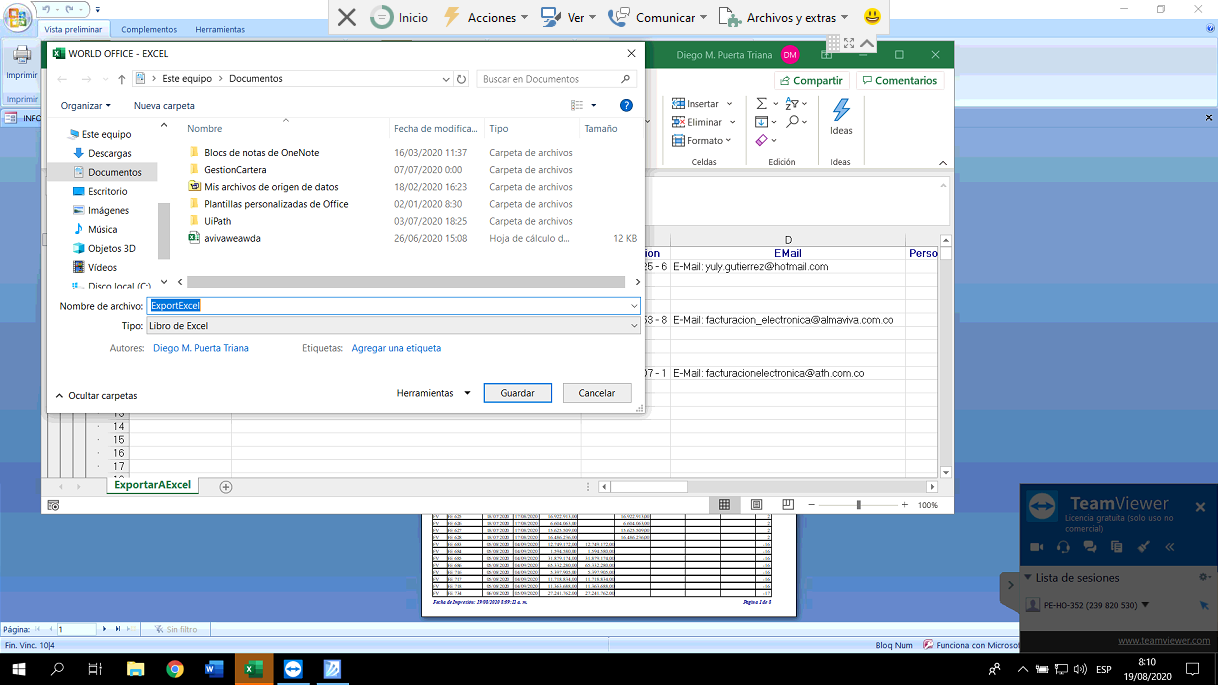 Inicio
Acciones
Ver
Comunicar
Archivos y extras
Vista preliminar
Complementos
Herramientas
Imprimir
Imprimir
INFO
WORLD OFFICE - EXCEL
Diego M. Puerta Triana
DM
Este equipo
Documentos
Buscar en Documentos
Compartir
Comentarios
Organizar
Nueva carpeta
Insertar
Eliminar
Formato
Celdas
Edición
Ideas
Ideas
Nombre
Fecha de modifica...
Tipo
Tamaño
Este equipo
Descargas
Documentos
Escritorio
Imágenes
Música
Objetos 3D
Vídeos
Disco local (C:)
Blocs de notas de OneNote 16/03/2020 11:37 Carpeta de archivos
GestionCartera 07/07/2020 0:00 Carpeta de archivos
Mis archivos de origen de datos 18/02/2020 16:23 Carpeta de archivos
Plantillas personalizadas de Office 02/01/2020 8:30 Carpeta de archivos
UiPath 03/07/2020 18:25 Carpeta de archivos
avivaweawda 26/06/2020 15:08 Hoja de cálculo d... 12 KB
Nombre de archivo: ExportExcel
Tipo: Libro de Excel
Autores: Diego M. Puerta Triana
Etiquetas: Agregar una etiqueta
Ocultar carpetas
Herramientas
Guardar
Cancelar
D
ion EMail Perso
25 - 6 E-Mail: yuly.gutierrez@hotmail.com
53 - 8 E-Mail: facturacion_electronica@almaviva.com.co
07 - 1 E-Mail: facturacionelectronica@ath.com.co
14
15
16
17
ExportarAExcel
100%
Fecha de Impresión: 19/08/2020 8:09:22 a. m.
Página 1 de 8
TeamViewer
Licencia gratuita (solo uso no
comercial)
Lista de sesiones
PE-HO-352 (239 820 530)
www.teamviewer.com
Página: 1
Sin filtro
Fin. Vinc. 10|4
Bloq Num
Funciona con Microsof
ESP
8:10
19/08/2020